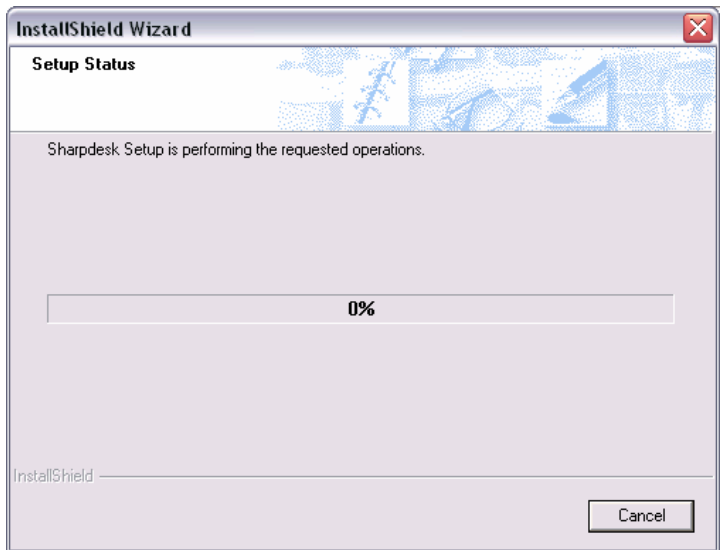 InstallShield Wizard
Setup Status
Sharpdesk Setup is performing the requested operations.
0%
InstallShield
Cancel